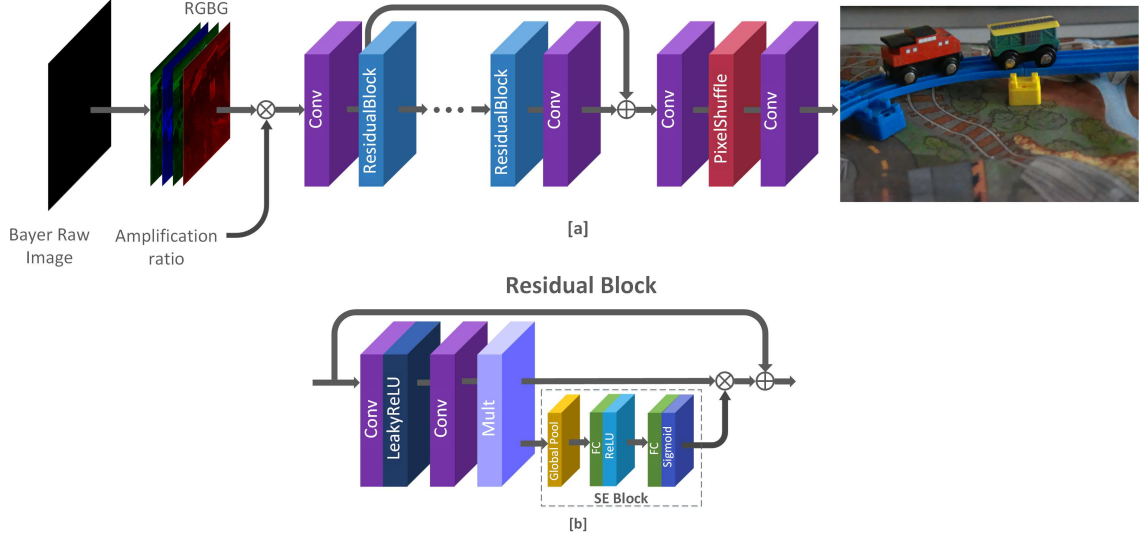 RGBG
Conv
ResidualBlock
ResidualBlock
Conv
Conv
PixelShuffle
Conv
Bayer Raw
Image
Amplification
ratio
[a]
Residual Block
Conv
LeakyReLU
Conv
Mult
Global Pool
FC
ReLU
FC
Sigmoid
SE Block
[b]